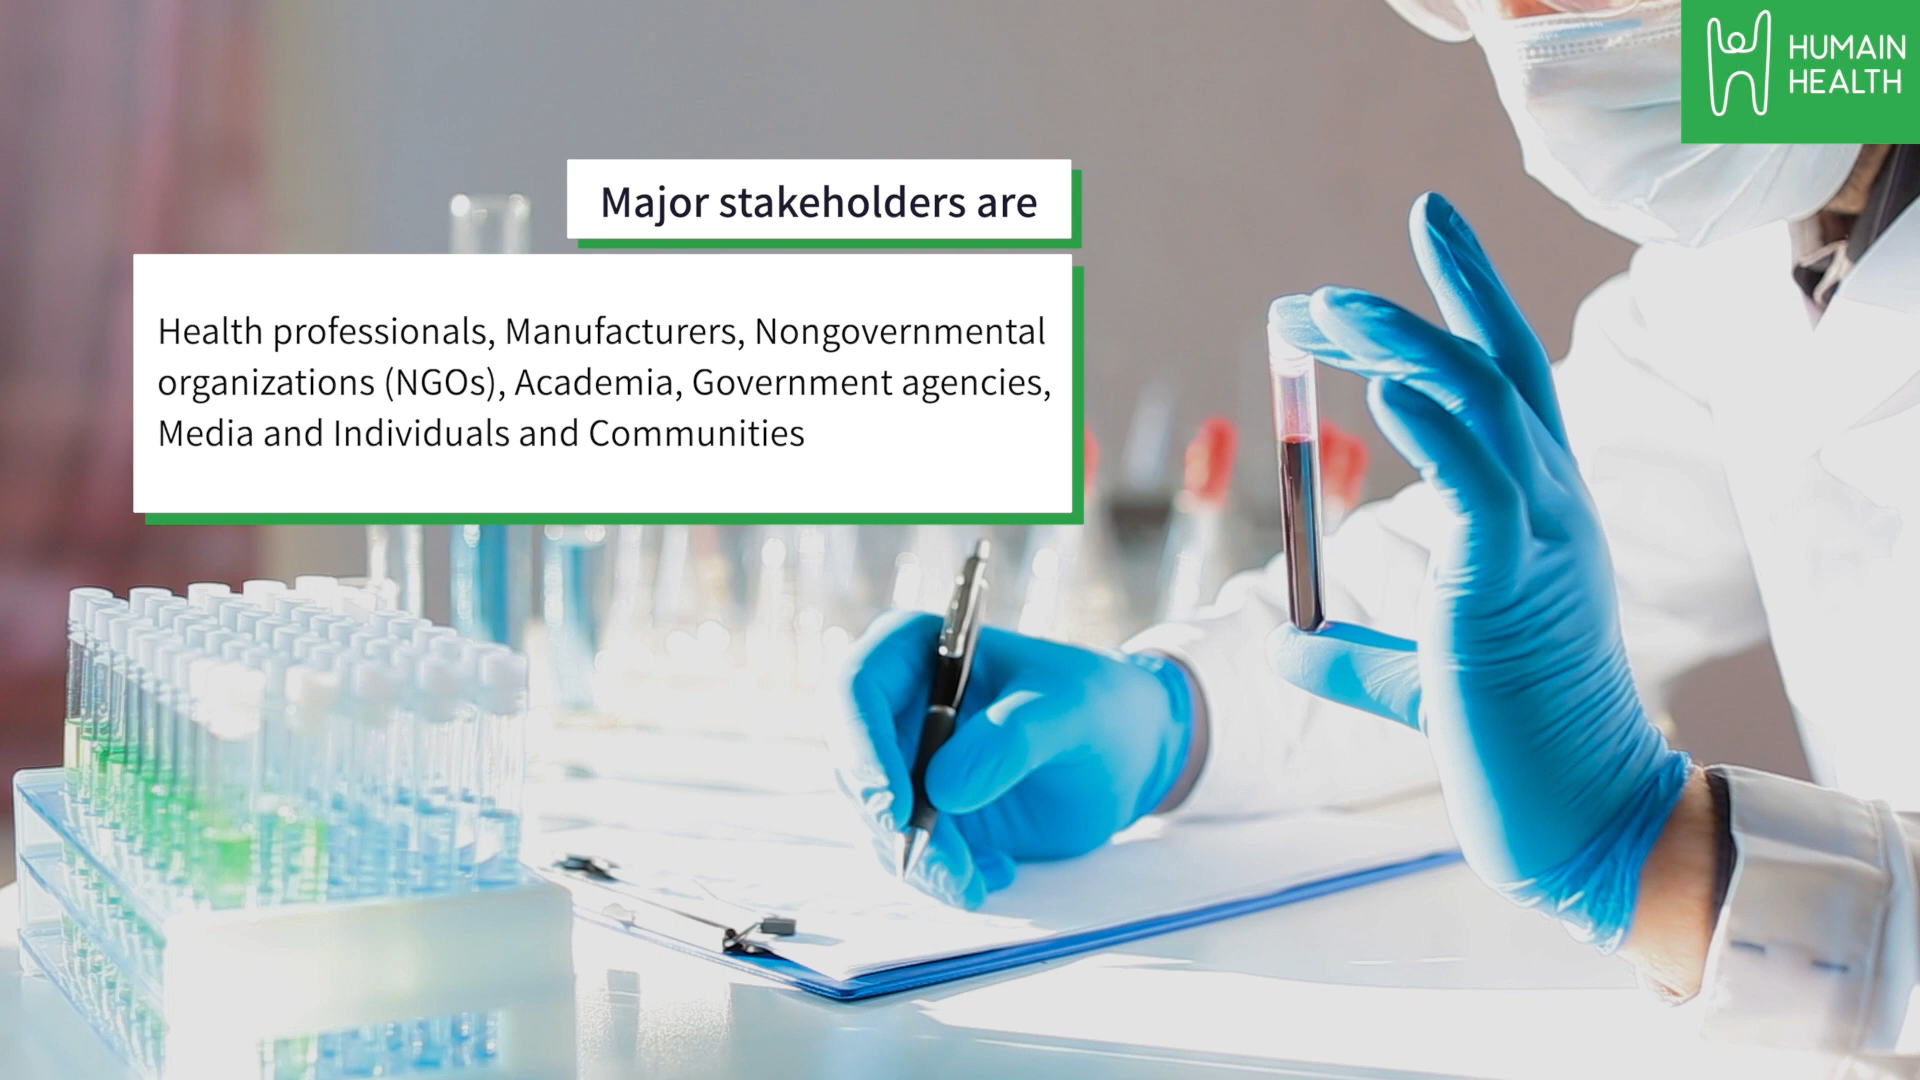 HUMAIN
HEALTH
Major stakeholders are
Health professionals, Manufacturers, Nongovernmental
organizations (NGOs), Academia, Government agencies,
Media and Individuals and Communities